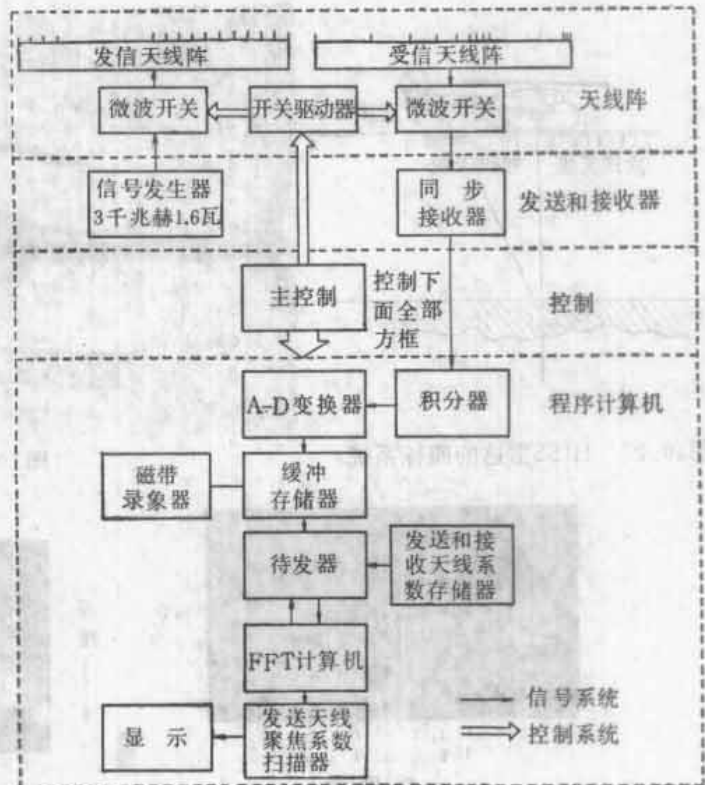 发信天线阵
受信天线阵
微波开关
开关驱动器
微波开关
天线阵
信号发生器
3千兆赫1.6瓦
同 步
接收器
发送和接收器
主控制
控制下
面全部
方框
控制
A-D变换器
积分器
程序计算机
磁带
录象器
缓冲
存储器
待发器
发送和接
收天线系
数存储器
FFT计算机
显 示
发送天线
聚焦系数
扫描器
信号系统
控制系统